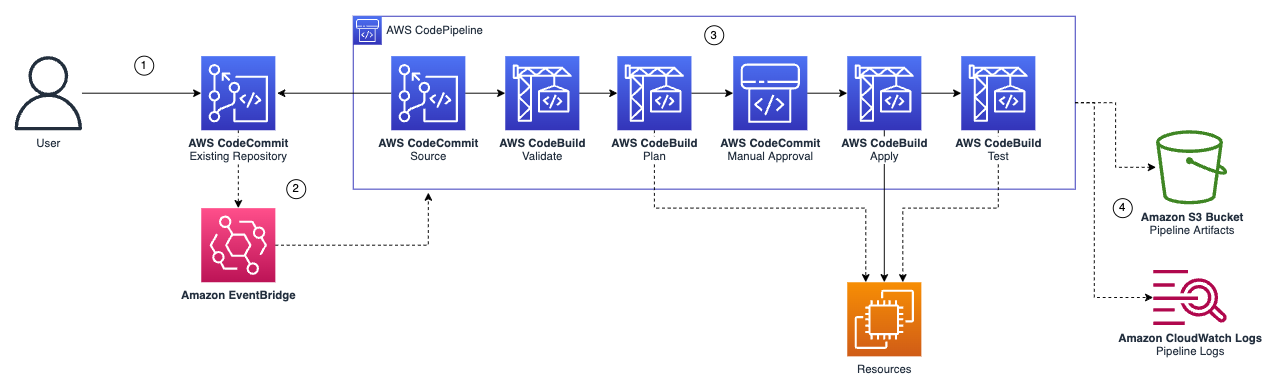 AWS CodePipeline
1
3
User
AWS CodeCommit
Existing Repository
AWS CodeCommit
Source
AWS CodeBuild
Validate
AWS CodeBuild
Plan
AWS CodeCommit
Manual Approval
AWS CodeBuild
Apply
AWS CodeBuild
Test
2
Amazon EventBridge
4
Amazon S3 Bucket
Pipeline Artifacts
Amazon CloudWatch Logs
Pipeline Logs
Resources